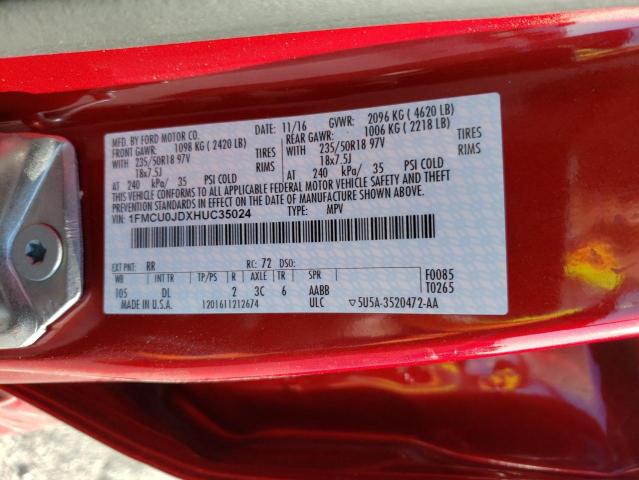 MFD. BY FORD MOTOR CO.
DATE: 11/16 GVWR: 2096 KG ( 4620 LB)
FRONT GAWR: 1098 KG ( 2420 LB)
REAR GAWR: 1006 KG ( 2218 LB)
WITH 235/50R18 97V TIRES
WITH 235/50R18 97V TIRES
18x7.5J RIMS
18x7.5J RIMS
AT 240 kPa/ 35 PSI COLD
AT 240 kPa/ 35 PSI COLD
THIS VEHICLE CONFORMS TO ALL APPLICABLE FEDERAL MOTOR VEHICLE SAFETY AND THEFT
PREVENTION STANDARDS IN EFFECT ON THE DATE OF MANUFACTURE SHOWN ABOVE.
VIN: 1FMCU0JDXHUC35024 TYPE: MPV
EXT PNT: RR RC: 72 DSO:
WB INT TR TP/PS R AXLE TR SPR
F0085
105 DL 2 3C 6 AABB
T0265
MADE IN U.S.A. 1201611212674 ULC 5U5A-3520472-AA